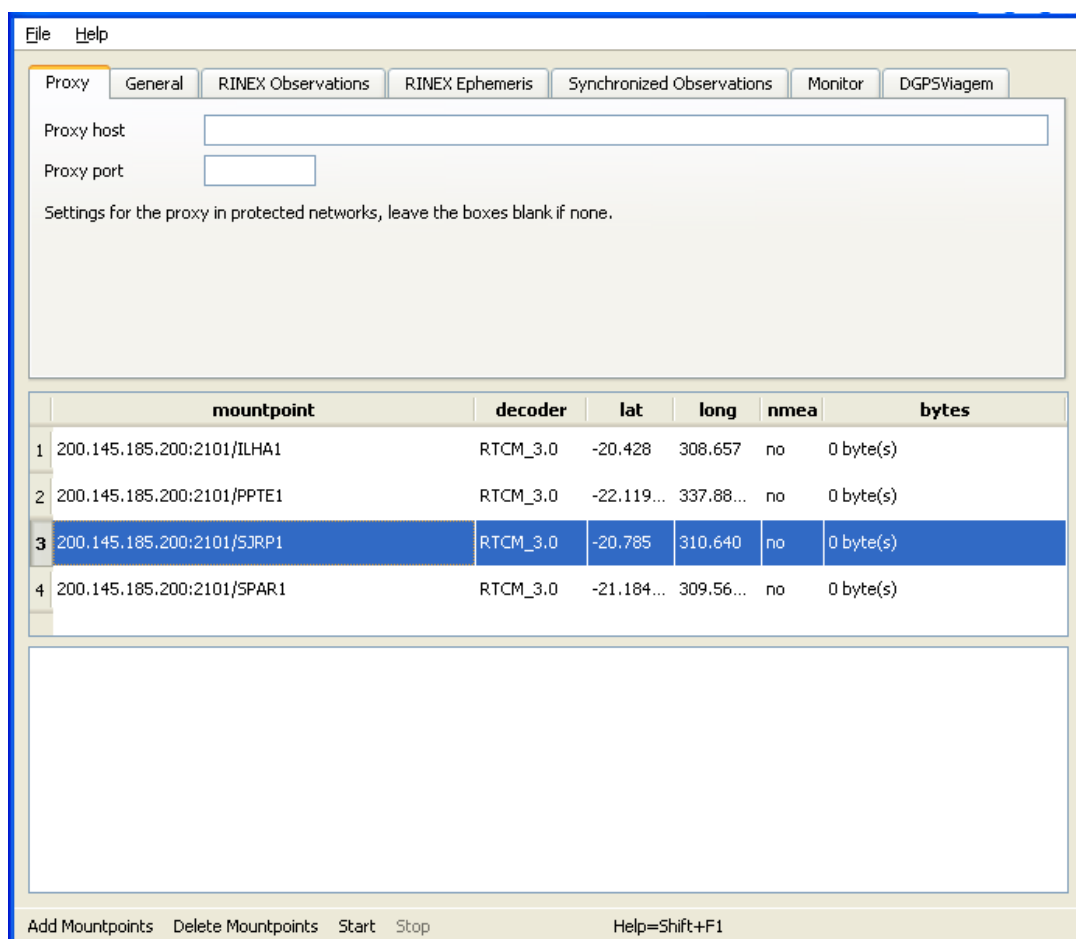 File Help
Proxy General RINEX Observations RINEX Ephemeris Synchronized Observations Monitor DGPSViagem
Proxy host
Proxy port
Settings for the proxy in protected networks, leave the boxes blank if none.
mountpoint decoder lat long nmea bytes
1 200.145.185.200:2101/ILHA1 RTCM_3.0 -20.428 308.657 no 0 byte(s)
2 200.145.185.200:2101/PPTE1 RTCM_3.0 -22.119... 337.88... no 0 byte(s)
3 200.145.185.200:2101/SJRP1 RTCM_3.0 -20.785 310.640 no 0 byte(s)
4 200.145.185.200:2101/SPAR1 RTCM_3.0 -21.184... 309.56... no 0 byte(s)
Add Mountpoints Delete Mountpoints Start Stop Help=Shift+F1